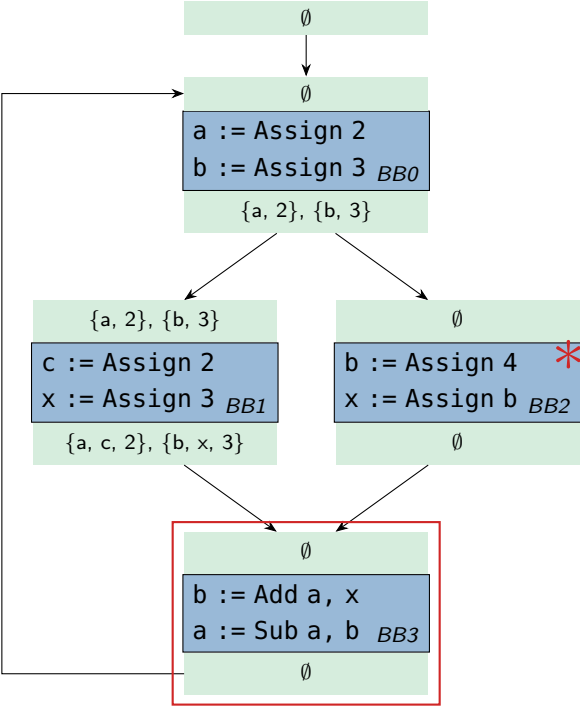 ∅
∅
a := Assign 2
b := Assign 3 BB0
{a, 2}, {b, 3}
{a, 2}, {b, 3}
c := Assign 2
x := Assign 3 BB1
{a, c, 2}, {b, x, 3}
∅
*
b := Assign 4
x := Assign b BB2
∅
∅
b := Add a, x
a := Sub a, b BB3
∅